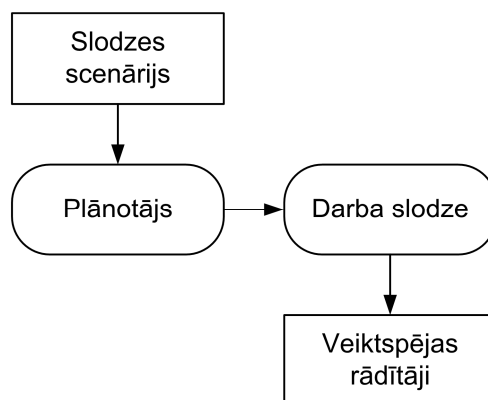 Slodzes
scenārijs
Plānotājs
Darba slodze
Veiktspējas
rādītāji